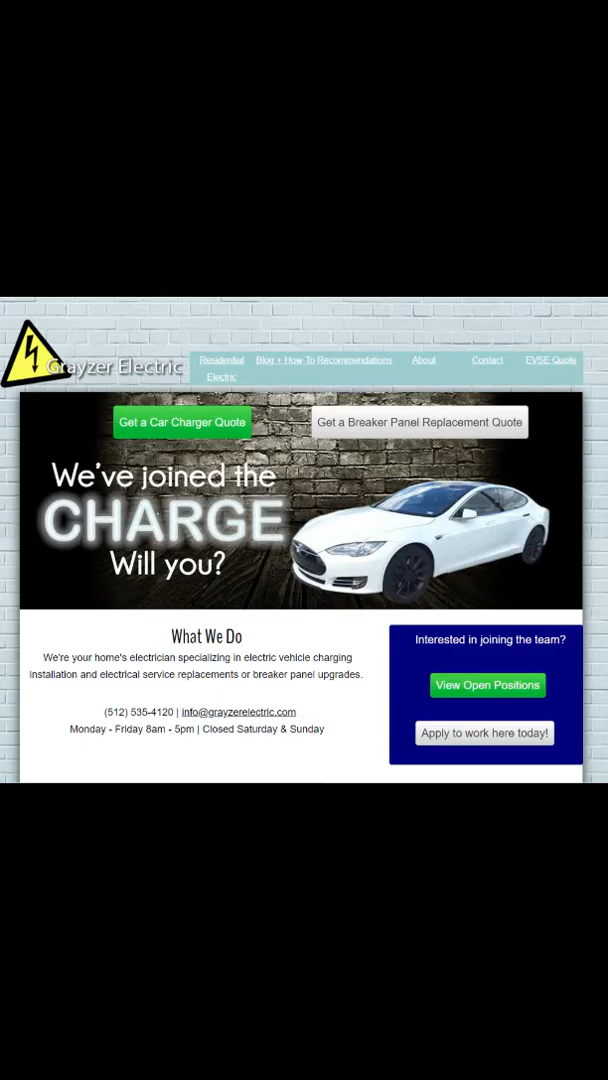 Grayzer Electric
Residential Electric
Blog + How To Recommendations
About
Contact
EVSE Quote
Get a Car Charger Quote
Get a Breaker Panel Replacement Quote
We've joined the
CHARGE
Will you?
What We Do
We're your home's electrician specializing in electric vehicle charging
installation and electrical service replacements or breaker panel upgrades.
(512) 535-4120 | info@grayzerelectric.com
Monday - Friday 8am - 5pm | Closed Saturday & Sunday
Interested in joining the team?
View Open Positions
Apply to work here today!